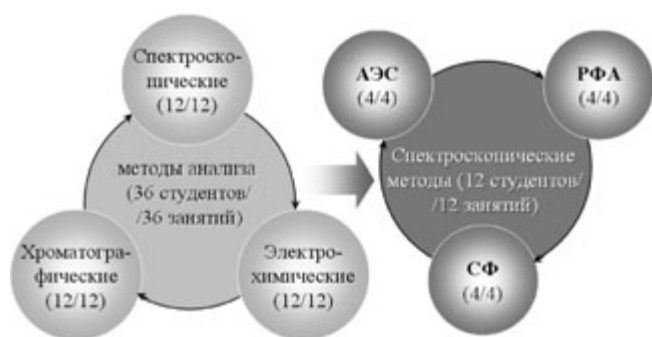 Спектроско-
пические
(12/12)
методы анализа
(36 студентов/
/36 занятий)
Хроматогра-
фические
(12/12)
Электро-
химические
(12/12)
АЭС
(4/4)
РФА
(4/4)
Спектроскопические
методы (12 студентов/
/12 занятий)
СФ
(4/4)